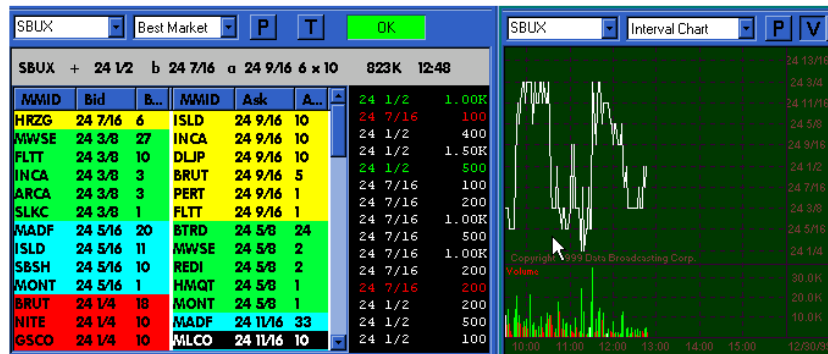 SBUX Best Market P T OK
SBUX + 24 1/2 b 24 7/16 a 24 9/16 6 x 10 823K 12:48
MMID Bid B... MMID Ask A...
HRZG 24 7/16 6 ISLD 24 9/16 10
MWSE 24 3/8 27 INCA 24 9/16 10
FLTT 24 3/8 10 DLJP 24 9/16 10
INCA 24 3/8 3 BRUT 24 9/16 5
ARCA 24 3/8 3 PERT 24 9/16 1
SLKC 24 3/8 1 FLTT 24 9/16 1
MADF 24 5/16 20 BTRD 24 5/8 24
ISLD 24 5/16 11 MWSE 24 5/8 2
SBSH 24 5/16 10 REDI 24 5/8 2
MONT 24 5/16 1 HMQT 24 5/8 1
BRUT 24 1/4 18 MONT 24 5/8 1
NITE 24 1/4 10 MADF 24 11/16 33
GSCO 24 1/4 10 MLCO 24 11/16 10
24 1/2 1.00K
24 7/16 100
24 1/2 400
24 1/2 1.50K
24 1/2 500
24 7/16 100
24 7/16 200
24 7/16 1.00K
24 7/16 500
24 7/16 1.00K
24 7/16 200
24 7/16 200
24 1/2 200
24 1/2 500
24 1/2 100
SBUX Interval Chart P V
24 13/16
24 3/4
24 11/16
24 5/8
24 9/16
24 1/2
24 7/16
24 3/8
24 5/16
24 1/4
Copyright 1999 Data Broadcasting Corp.
Volume
30.0K
20.0K
10:00 11:00 12:00 13:00 14:00 15:00 12/30/9